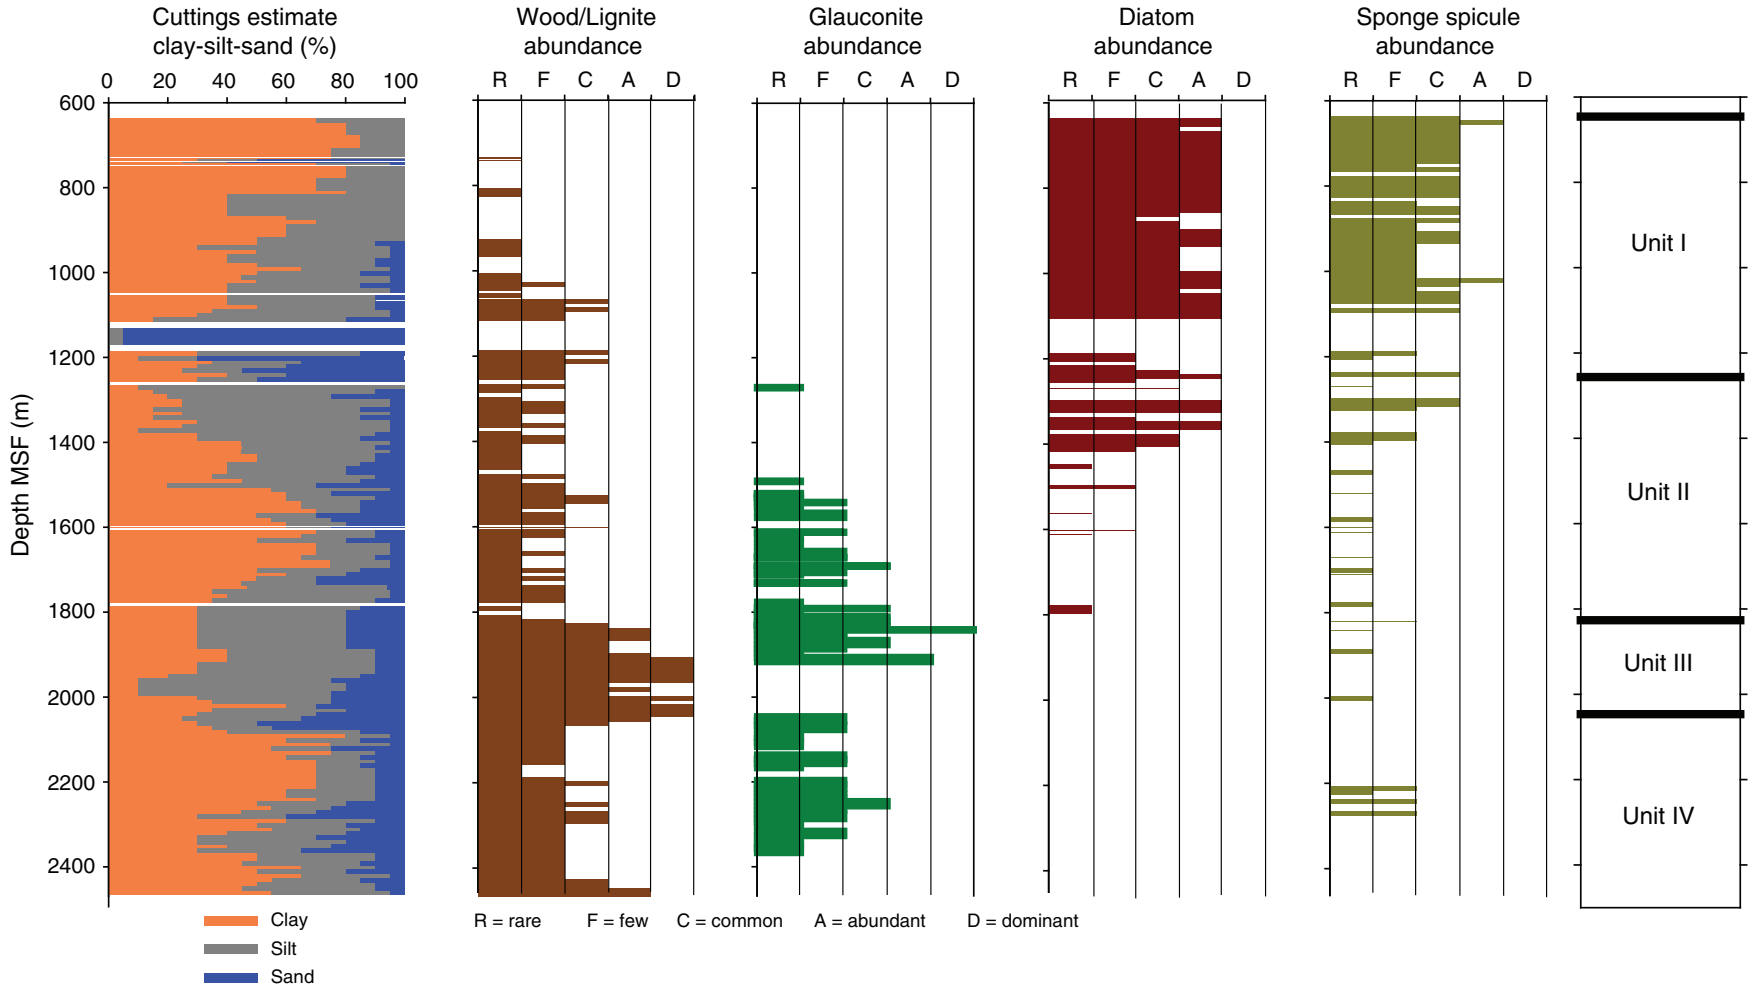 Cuttings estimate
clay-silt-sand (%)
Wood/Lignite
abundance
Glauconite
abundance
Diatom
abundance
Sponge spicule
abundance
0 20 40 60 80 100
R F C A D
R F C A D
R F C A D
R F C A D
Depth MSF (m)
600
800
1000
1200
1400
1600
1800
2000
2200
2400
Unit I
Unit II
Unit III
Unit IV
Clay
Silt
Sand
R = rare F = few C = common A = abundant D = dominant